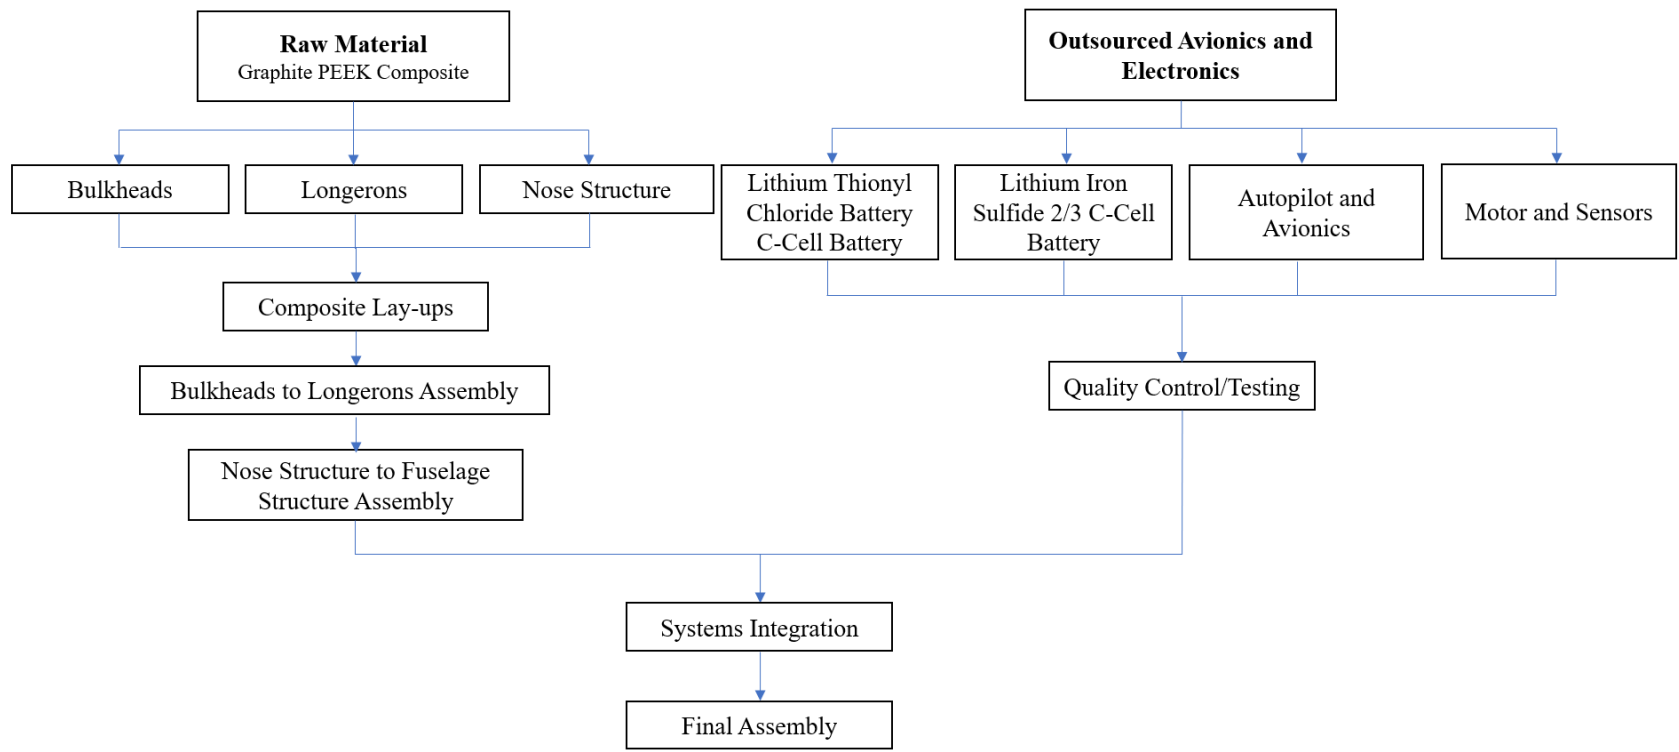 Raw Material
Graphite PEEK Composite
Outsourced Avionics and
Electronics
Bulkheads
Longerons
Nose Structure
Lithium Thionyl
Chloride Battery
C-Cell Battery
Lithium Iron
Sulfide 2/3 C-Cell
Battery
Autopilot and
Avionics
Motor and Sensors
Composite Lay-ups
Bulkheads to Longerons Assembly
Quality Control/Testing
Nose Structure to Fuselage
Structure Assembly
Systems Integration
Final Assembly